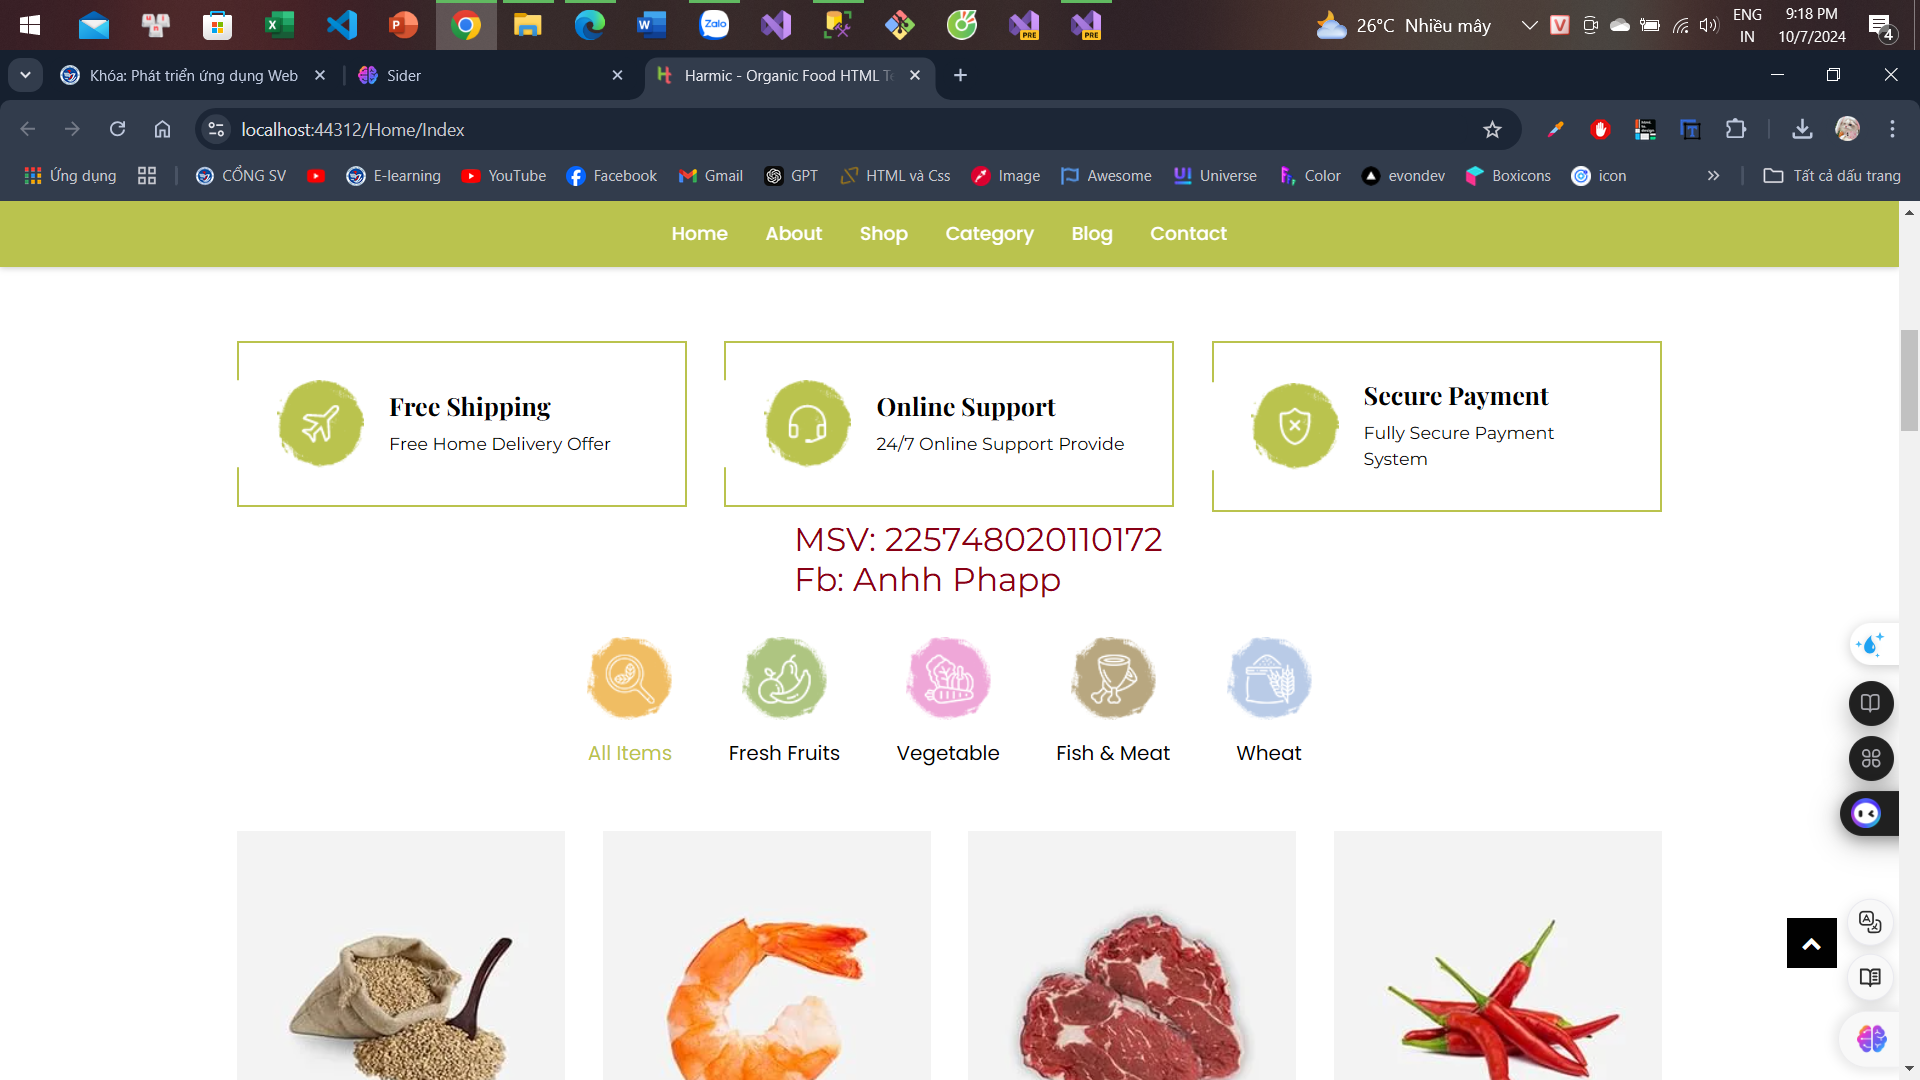 26°C Nhiều mây
ENG
IN
9:18 PM
10/7/2024
4
Khóa: Phát triển ứng dụng Web
Sider
Harmic - Organic Food HTML Te
localhost:44312/Home/Index
Ứng dụng
CỔNG SV
E-learning
YouTube
Facebook
Gmail
GPT
HTML và Css
Image
Awesome
Universe
Color
evondev
Boxicons
icon
Tất cả dấu trang
Home
About
Shop
Category
Blog
Contact
Free Shipping
Free Home Delivery Offer
Online Support
24/7 Online Support Provide
Secure Payment
Fully Secure Payment
System
MSV: 225748020110172
Fb: Anhh Phapp
All Items
Fresh Fruits
Vegetable
Fish & Meat
Wheat